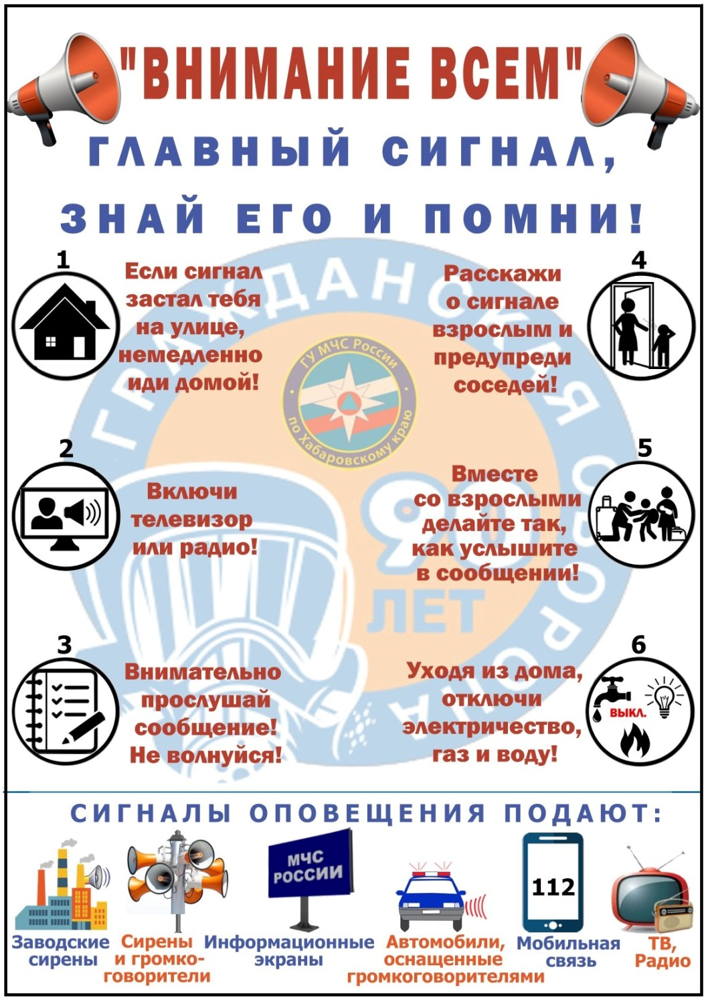 "ВНИМАНИЕ ВСЕМ"
ГЛАВНЫЙ СИГНАЛ,
ЗНАЙ ЕГО И ПОМНИ!
1
Если сигнал
застал тебя
на улице,
немедленно
иди домой!
2
Включи
телевизор
или радио!
3
Внимательно
прослушай
сообщение!
Не волнуйся!
4
Расскажи
о сигнале
взрослым и
предупреди
соседей!
5
Вместе
со взрослыми
делайте так,
как услышите
в сообщении!
6
Уходя из дома,
отключи
электричество,
газ и воду!
ВЫКЛ.
ГРАЖДАНСКАЯ ОБОРОНА
ГУ МЧС России
по Хабаровскому краю
90
ЛЕТ
СИГНАЛЫ ОПОВЕЩЕНИЯ ПОДАЮТ:
Заводские
сирены
Сирены
и громко-
говорители
МЧС
РОССИИ
Информационные
экраны
Автомобили,
оснащенные
громкоговорителями
112
Мобильная
связь
ТВ,
Радио